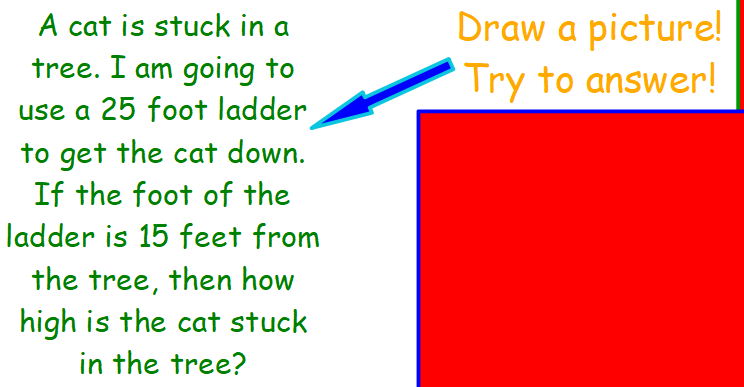 A cat is stuck in a
tree. I am going to
use a 25 foot ladder
to get the cat down.
If the foot of the
ladder is 15 feet from
the tree, then how
high is the cat stuck
in the tree?
Draw a picture!
Try to answer!